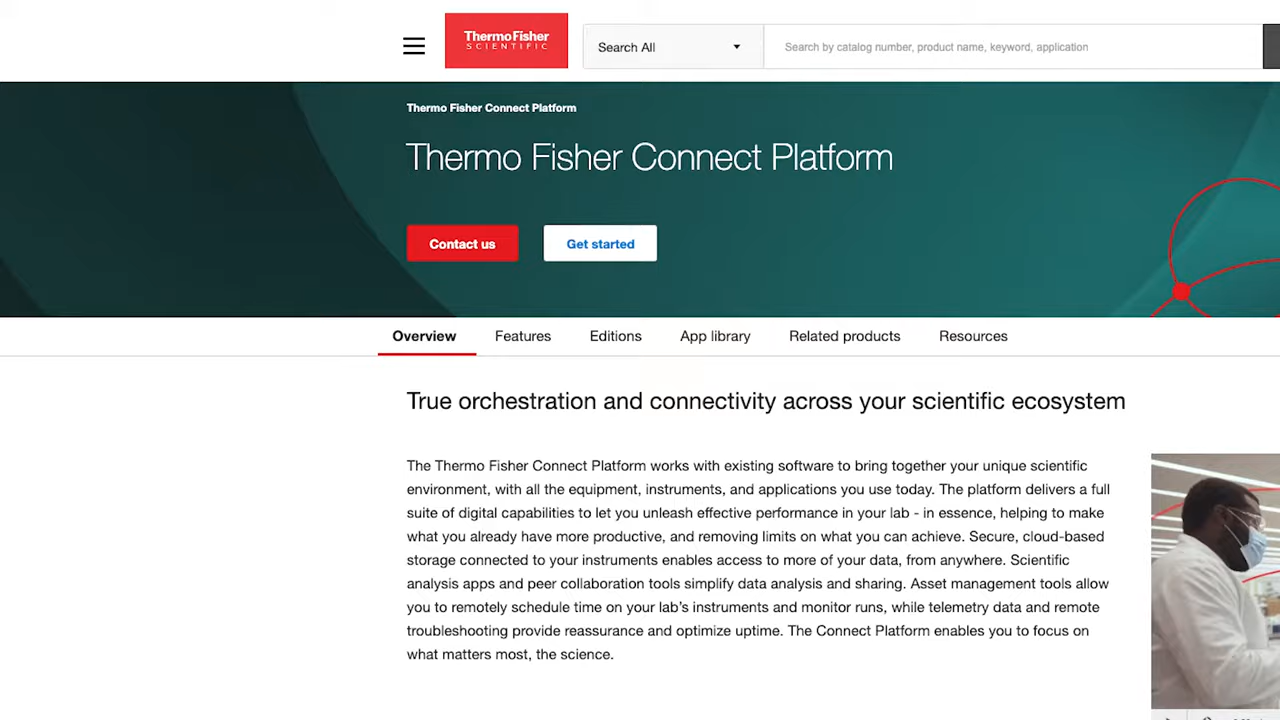 ThermoFisher
SCIENTIFIC
Search All
Search by catalog number, product name, keyword, application
Thermo Fisher Connect Platform
Thermo Fisher Connect Platform
Contact us
Get started
Overview
Features
Editions
App library
Related products
Resources
True orchestration and connectivity across your scientific ecosystem
The Thermo Fisher Connect Platform works with existing software to bring together your unique scientific
environment, with all the equipment, instruments, and applications you use today. The platform delivers a full
suite of digital capabilities to let you unleash effective performance in your lab - in essence, helping to make
what you already have more productive, and removing limits on what you can achieve. Secure, cloud-based
storage connected to your instruments enables access to more of your data, from anywhere. Scientific
analysis apps and peer collaboration tools simplify data analysis and sharing. Asset management tools allow
you to remotely schedule time on your lab's instruments and monitor runs, while telemetry data and remote
troubleshooting provide reassurance and optimize uptime. The Connect Platform enables you to focus on
what matters most, the science.